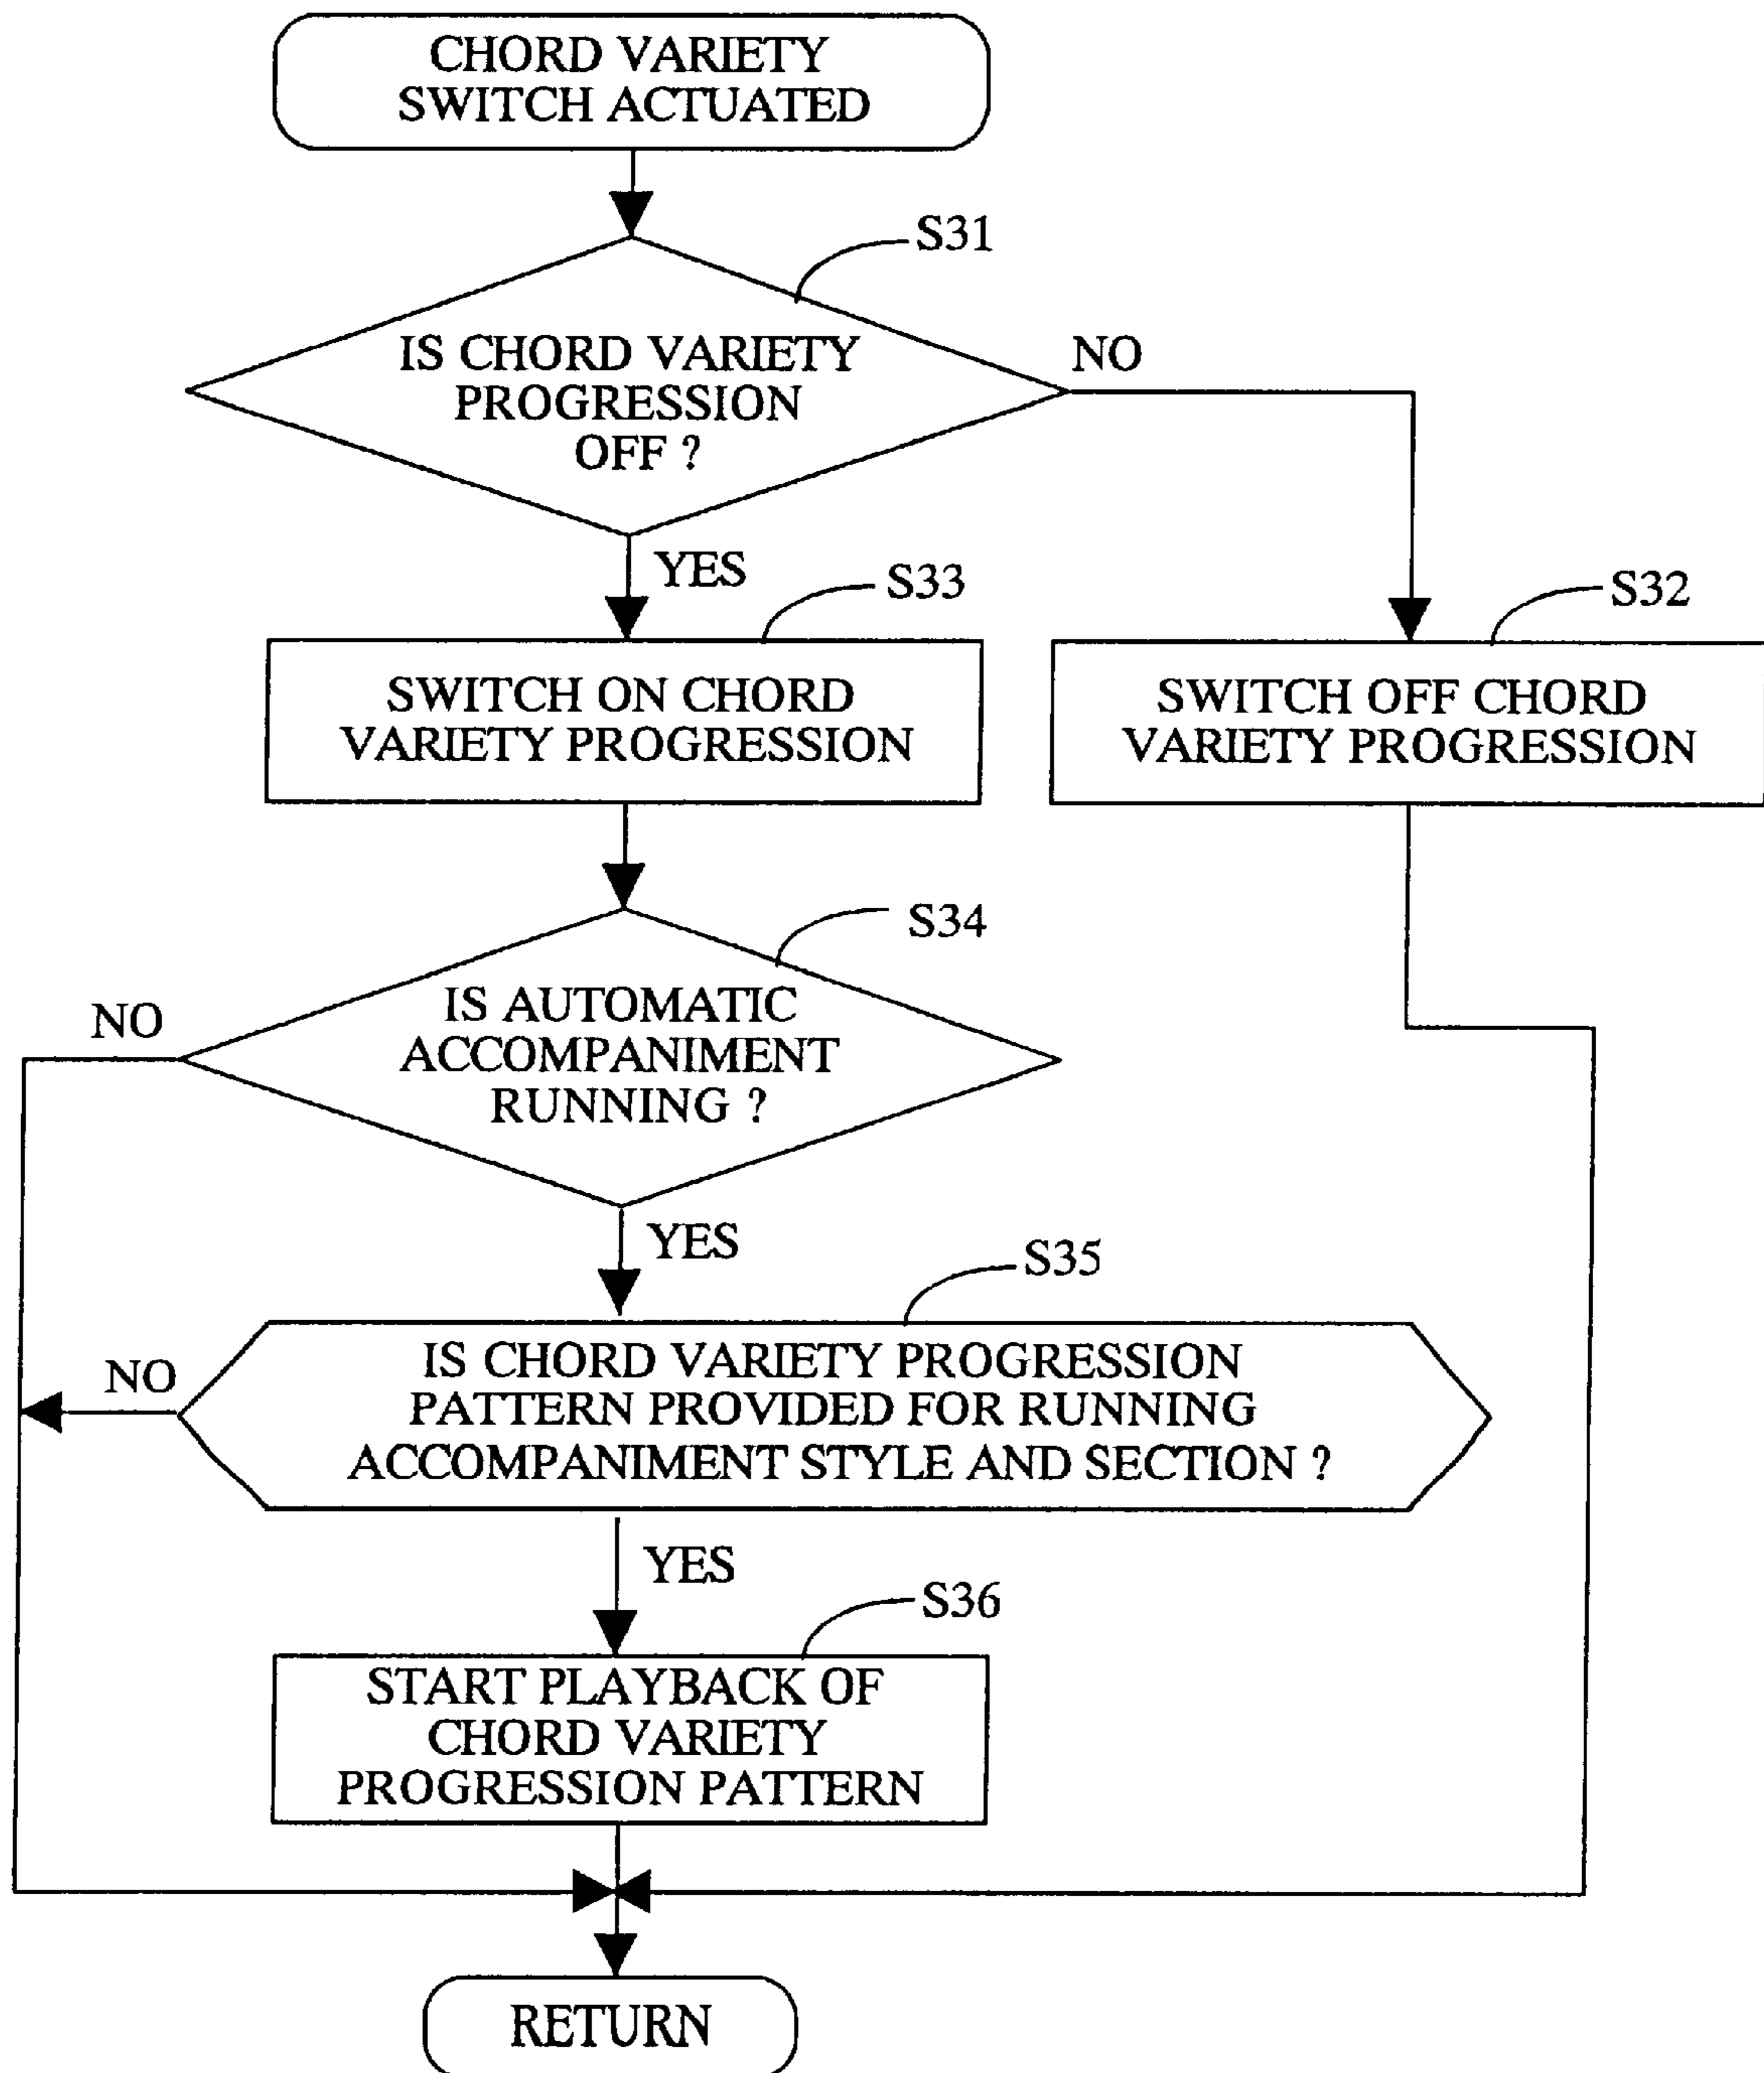 CHORD VARIETY
SWITCH ACTUATED
S31
IS CHORD VARIETY
PROGRESSION
OFF ?
NO
YES
S33
S32
SWITCH ON CHORD
VARIETY PROGRESSION
SWITCH OFF CHORD
VARIETY PROGRESSION
S34
NO
IS AUTOMATIC
ACCOMPANIMENT
RUNNING ?
YES
S35
NO
IS CHORD VARIETY PROGRESSION
PATTERN PROVIDED FOR RUNNING
ACCOMPANIMENT STYLE AND SECTION ?
YES
S36
START PLAYBACK OF
CHORD VARIETY
PROGRESSION PATTERN
RETURN